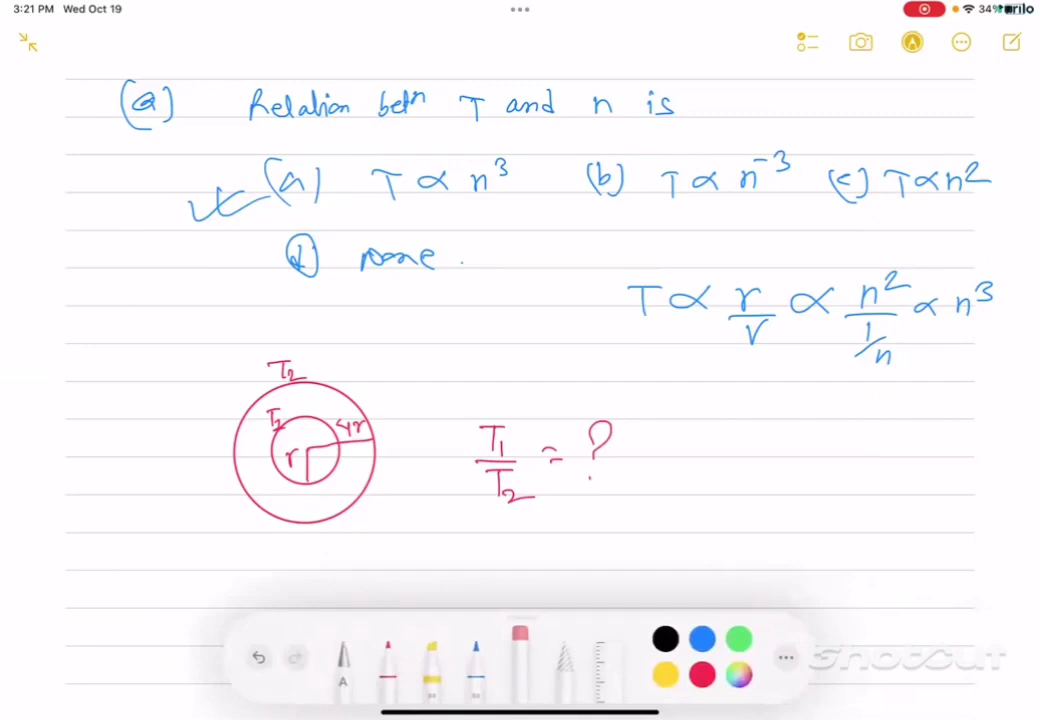 3:21 PM Wed Oct 19
34%
(a) Relation betn T and n is
(a) T ∝ n³ (b) T ∝ n⁻³ (c) T ∝ n²
(d) none .
T ∝ r/v ∝ n²/(1/n) ∝ n³
T₂
4r
r
T₁/T₂ = ?
A